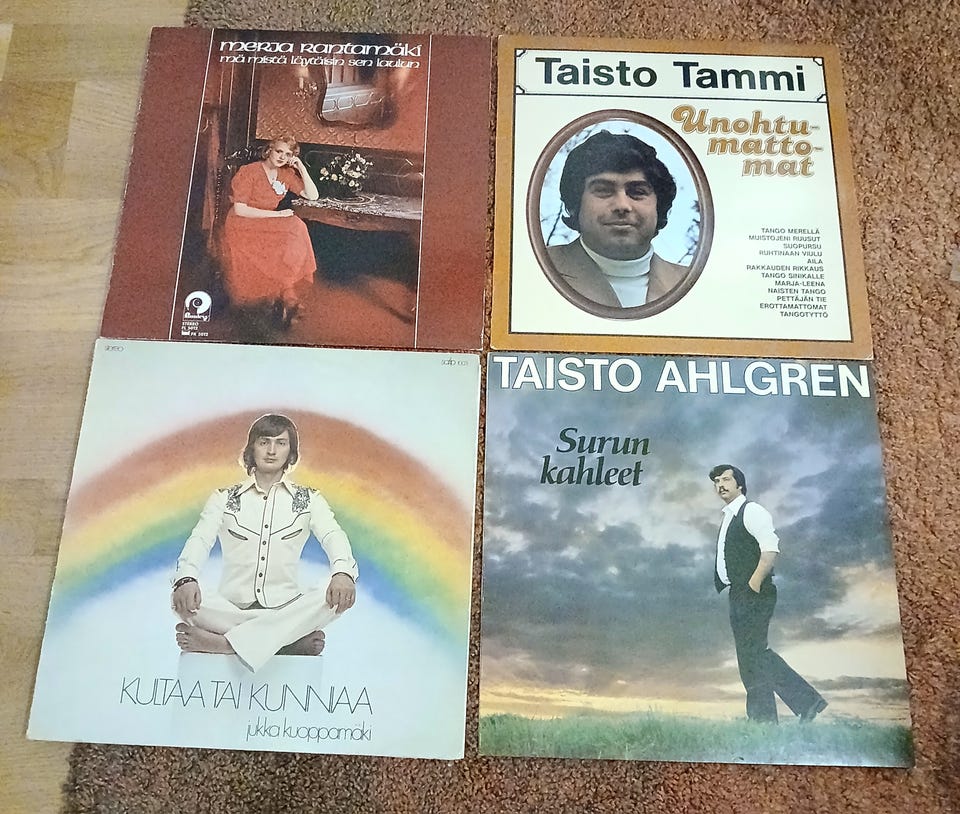 merja rantamäki
mä mistä löytäisin sen laulun
STEREO
Taisto Tammi
Unohtu-
matto-
mat
TANGO MERELLÄ
MUISTOJENI RUUSUT
SUOPURSU
RUHTINAAN VIULU
AILA
RAKKAUDEN RIKKAUS
TANGO SINIKALLE
MARJA-LEENA
NAISTEN TANGO
PETTÄJÄN TIE
EROTTAMATTOMAT
TANGOTYTTÖ
stereo
KULTAA TAI KUNNIAA
jukka kuoppamäki
TAISTO AHLGREN
Surun
kahleet